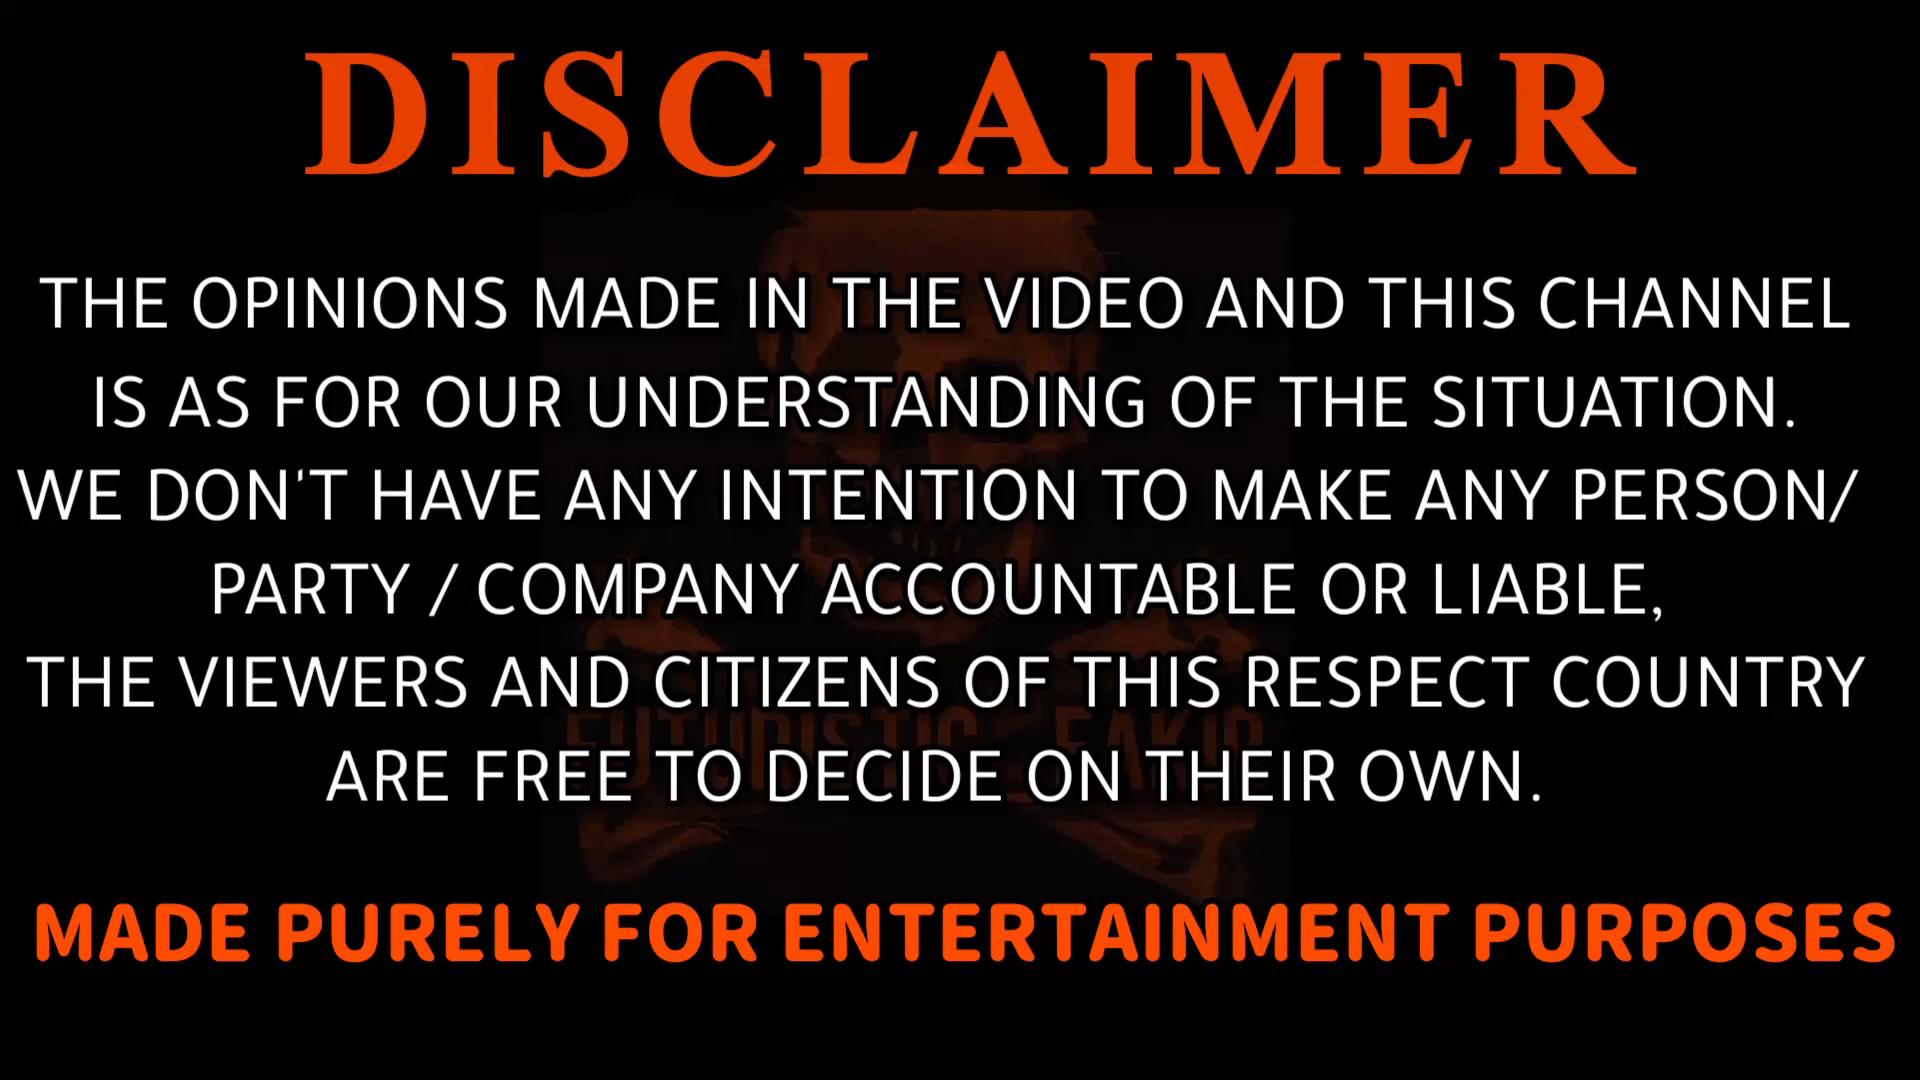 DISCLAIMER
THE OPINIONS MADE IN THE VIDEO AND THIS CHANNEL
IS AS FOR OUR UNDERSTANDING OF THE SITUATION.
WE DON'T HAVE ANY INTENTION TO MAKE ANY PERSON/
PARTY / COMPANY ACCOUNTABLE OR LIABLE,
THE VIEWERS AND CITIZENS OF THIS RESPECT COUNTRY
FUTURISTIC FAKIR
ARE FREE TO DECIDE ON THEIR OWN.
MADE PURELY FOR ENTERTAINMENT PURPOSES